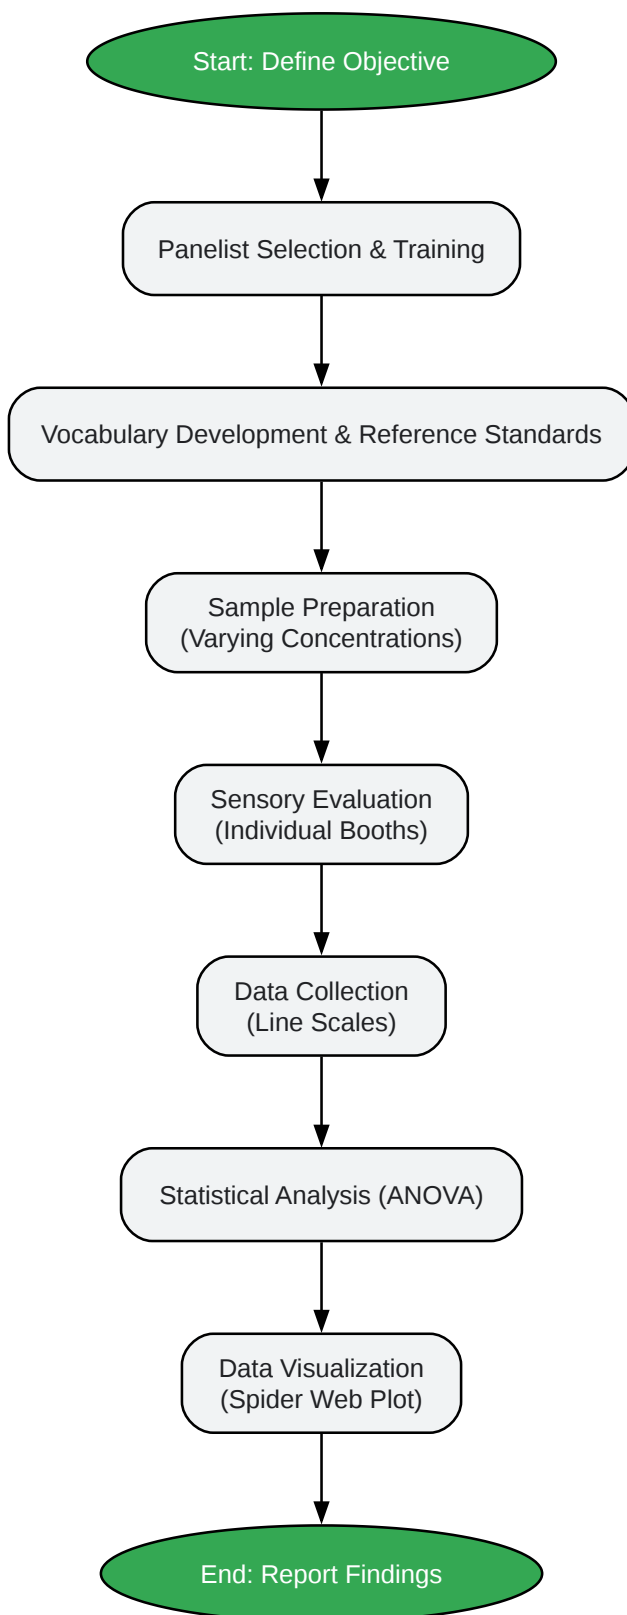 Start: Define Objective
Panelist Selection & Training
Vocabulary Development & Reference Standards
Sample Preparation
(Varying Concentrations)
Sensory Evaluation
(Individual Booths)
Data Collection
(Line Scales)
Statistical Analysis (ANOVA)
Data Visualization
(Spider Web Plot)
End: Report Findings